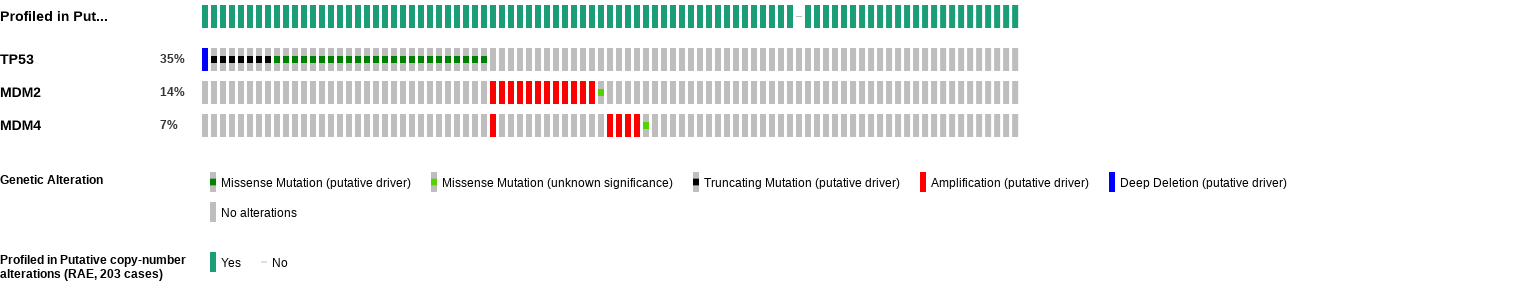 Profiled in Put...
TP53 35%
MDM2 14%
MDM4 7%
Genetic Alteration Missense Mutation (putative driver) Missense Mutation (unknown significance) Truncating Mutation (putative driver) Amplification (putative driver) Deep Deletion (putative driver)
No alterations
Profiled in Putative copy-number Yes No
alterations (RAE, 203 cases)